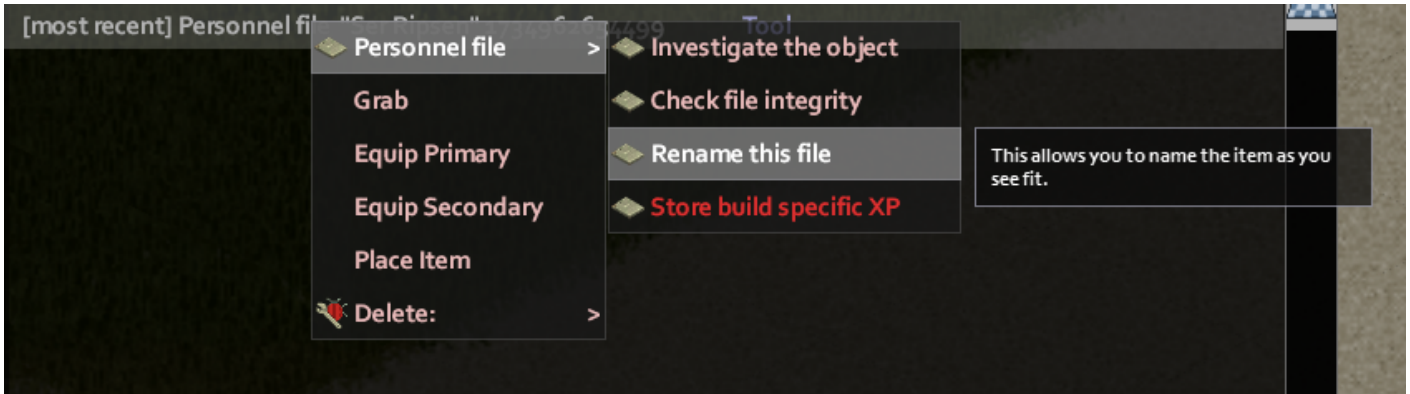 [most recent] Personnel fil
Tool
Personnel file >
Grab
Equip Primary
Equip Secondary
Place Item
Delete: >
Investigate the object
Check file integrity
Rename this file
Store build specific XP
This allows you to name the item as you
see fit.